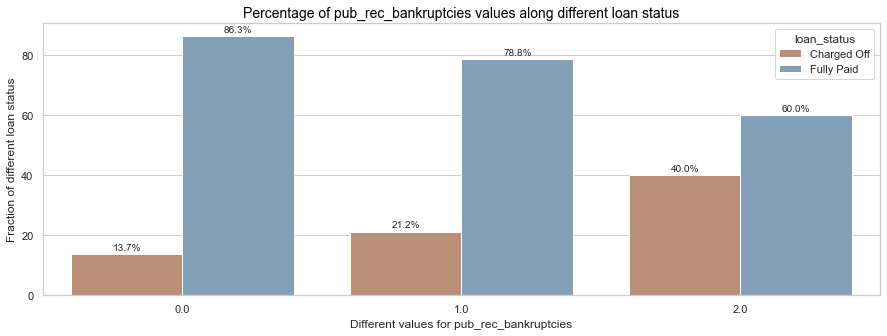 Percentage of pub_rec_bankruptcies values along different loan status
loan_status
Charged Off
Fully Paid
Fraction of different loan status
80
60
40
20
0
13.7%
86.3%
21.2%
78.8%
40.0%
60.0%
0.0
1.0
2.0
Different values for pub_rec_bankruptcies